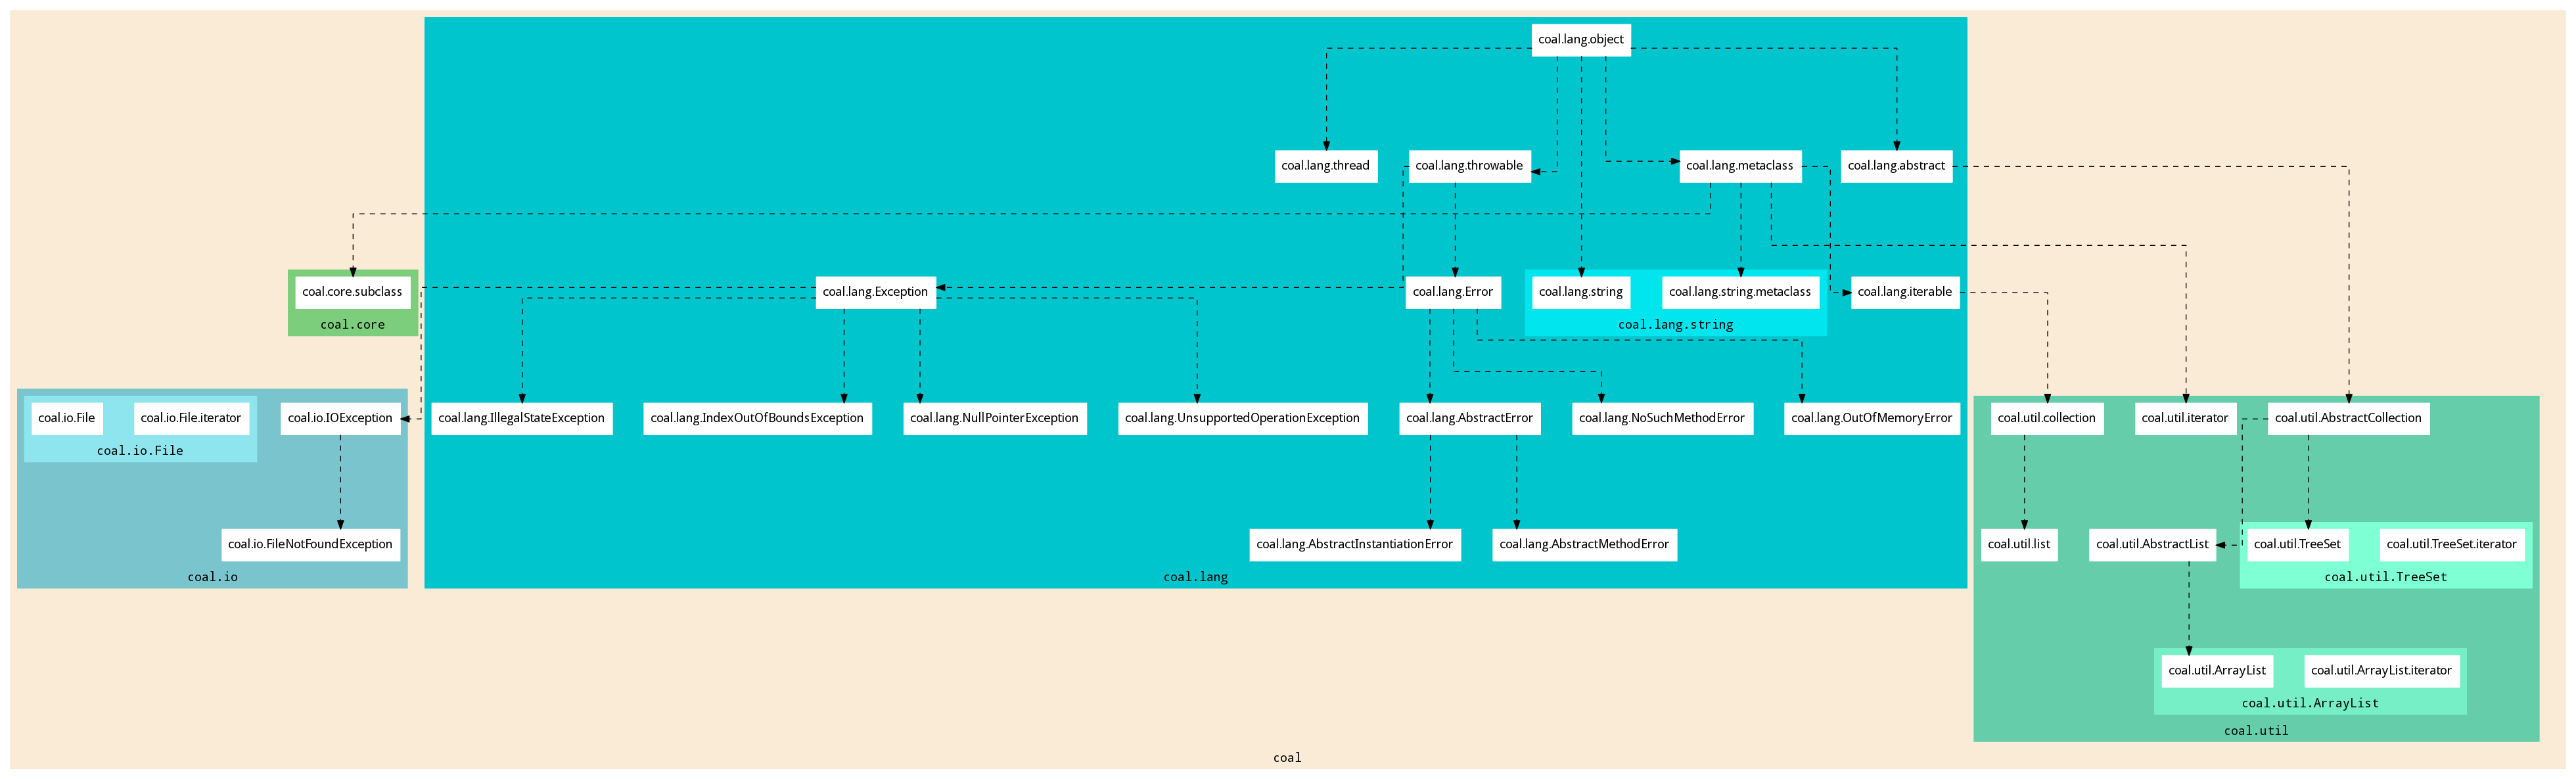 coal.lang.object
coal.lang.thread
coal.lang.throwable
coal.lang.metaclass
coal.lang.abstract
coal.core.subclass
coal.lang.Exception
coal.lang.Error
coal.lang.string
coal.lang.string.metaclass
coal.lang.iterable
coal.core
coal.lang.string
coal.io.File
coal.io.File.iterator
coal.io.IOException
coal.lang.IllegalStateException
coal.lang.IndexOutOfBoundsException
coal.lang.NullPointerException
coal.lang.UnsupportedOperationException
coal.lang.AbstractError
coal.lang.NoSuchMethodError
coal.lang.OutOfMemoryError
coal.util.collection
coal.util.iterator
coal.util.AbstractCollection
coal.io.File
coal.io.FileNotFoundException
coal.lang.AbstractInstantiationError
coal.lang.AbstractMethodError
coal.util.list
coal.util.AbstractList
coal.util.TreeSet
coal.util.TreeSet.iterator
coal.io
coal.lang
coal.util.TreeSet
coal.util.ArrayList
coal.util.ArrayList.iterator
coal.util.ArrayList
coal.util
coal